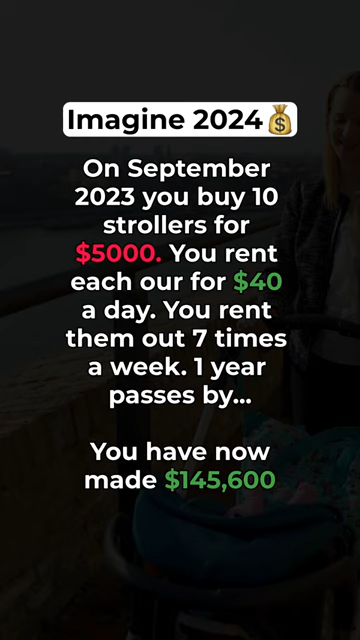 Imagine 2024💰
On September
2023 you buy 10
strollers for
$5000. You rent
each our for $40
a day. You rent
them out 7 times
a week. 1 year
passes by...
You have now
made $145,600